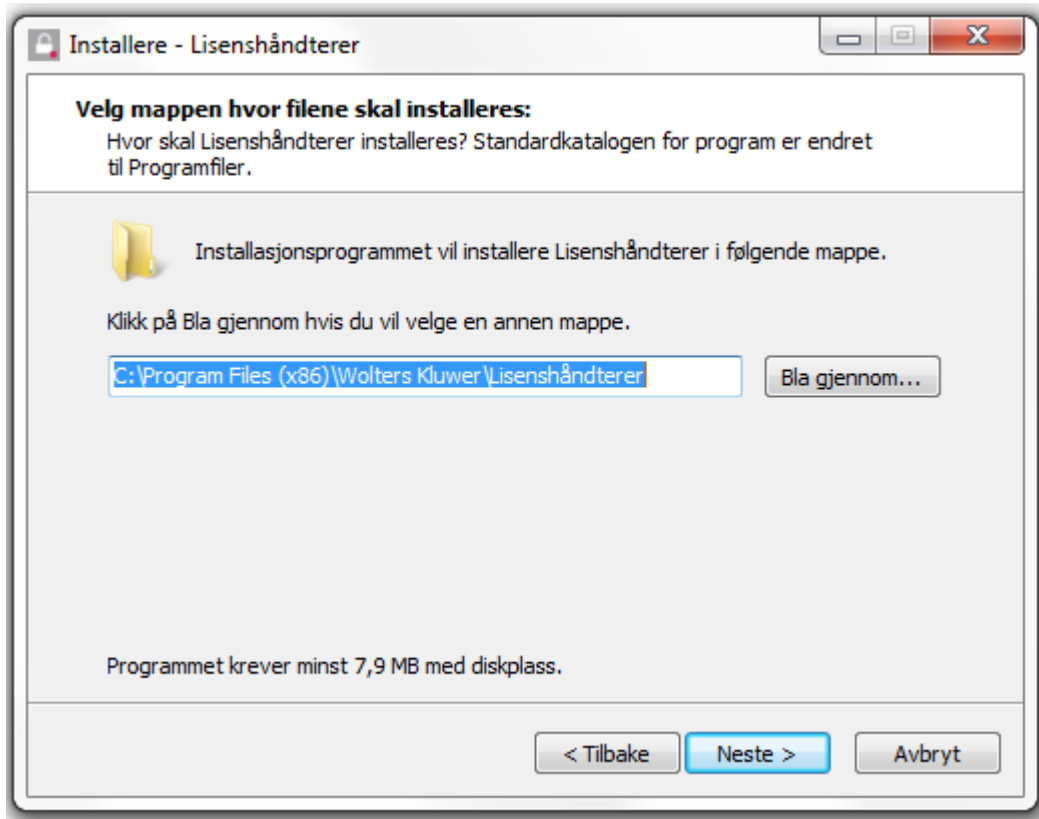 Installere - Lisenshåndterer
Velg mappen hvor filene skal installeres:
Hvor skal Lisenshåndterer installeres? Standardkatalogen for program er endret
til Programfiler.
Installasjonsprogrammet vil installere Lisenshåndterer i følgende mappe.
Klikk på Bla gjennom hvis du vil velge en annen mappe.
C:\Program Files (x86)\Wolters Kluwer\Lisenshåndterer
Bla gjennom...
Programmet krever minst 7,9 MB med diskplass.
< Tilbake
Neste >
Avbryt